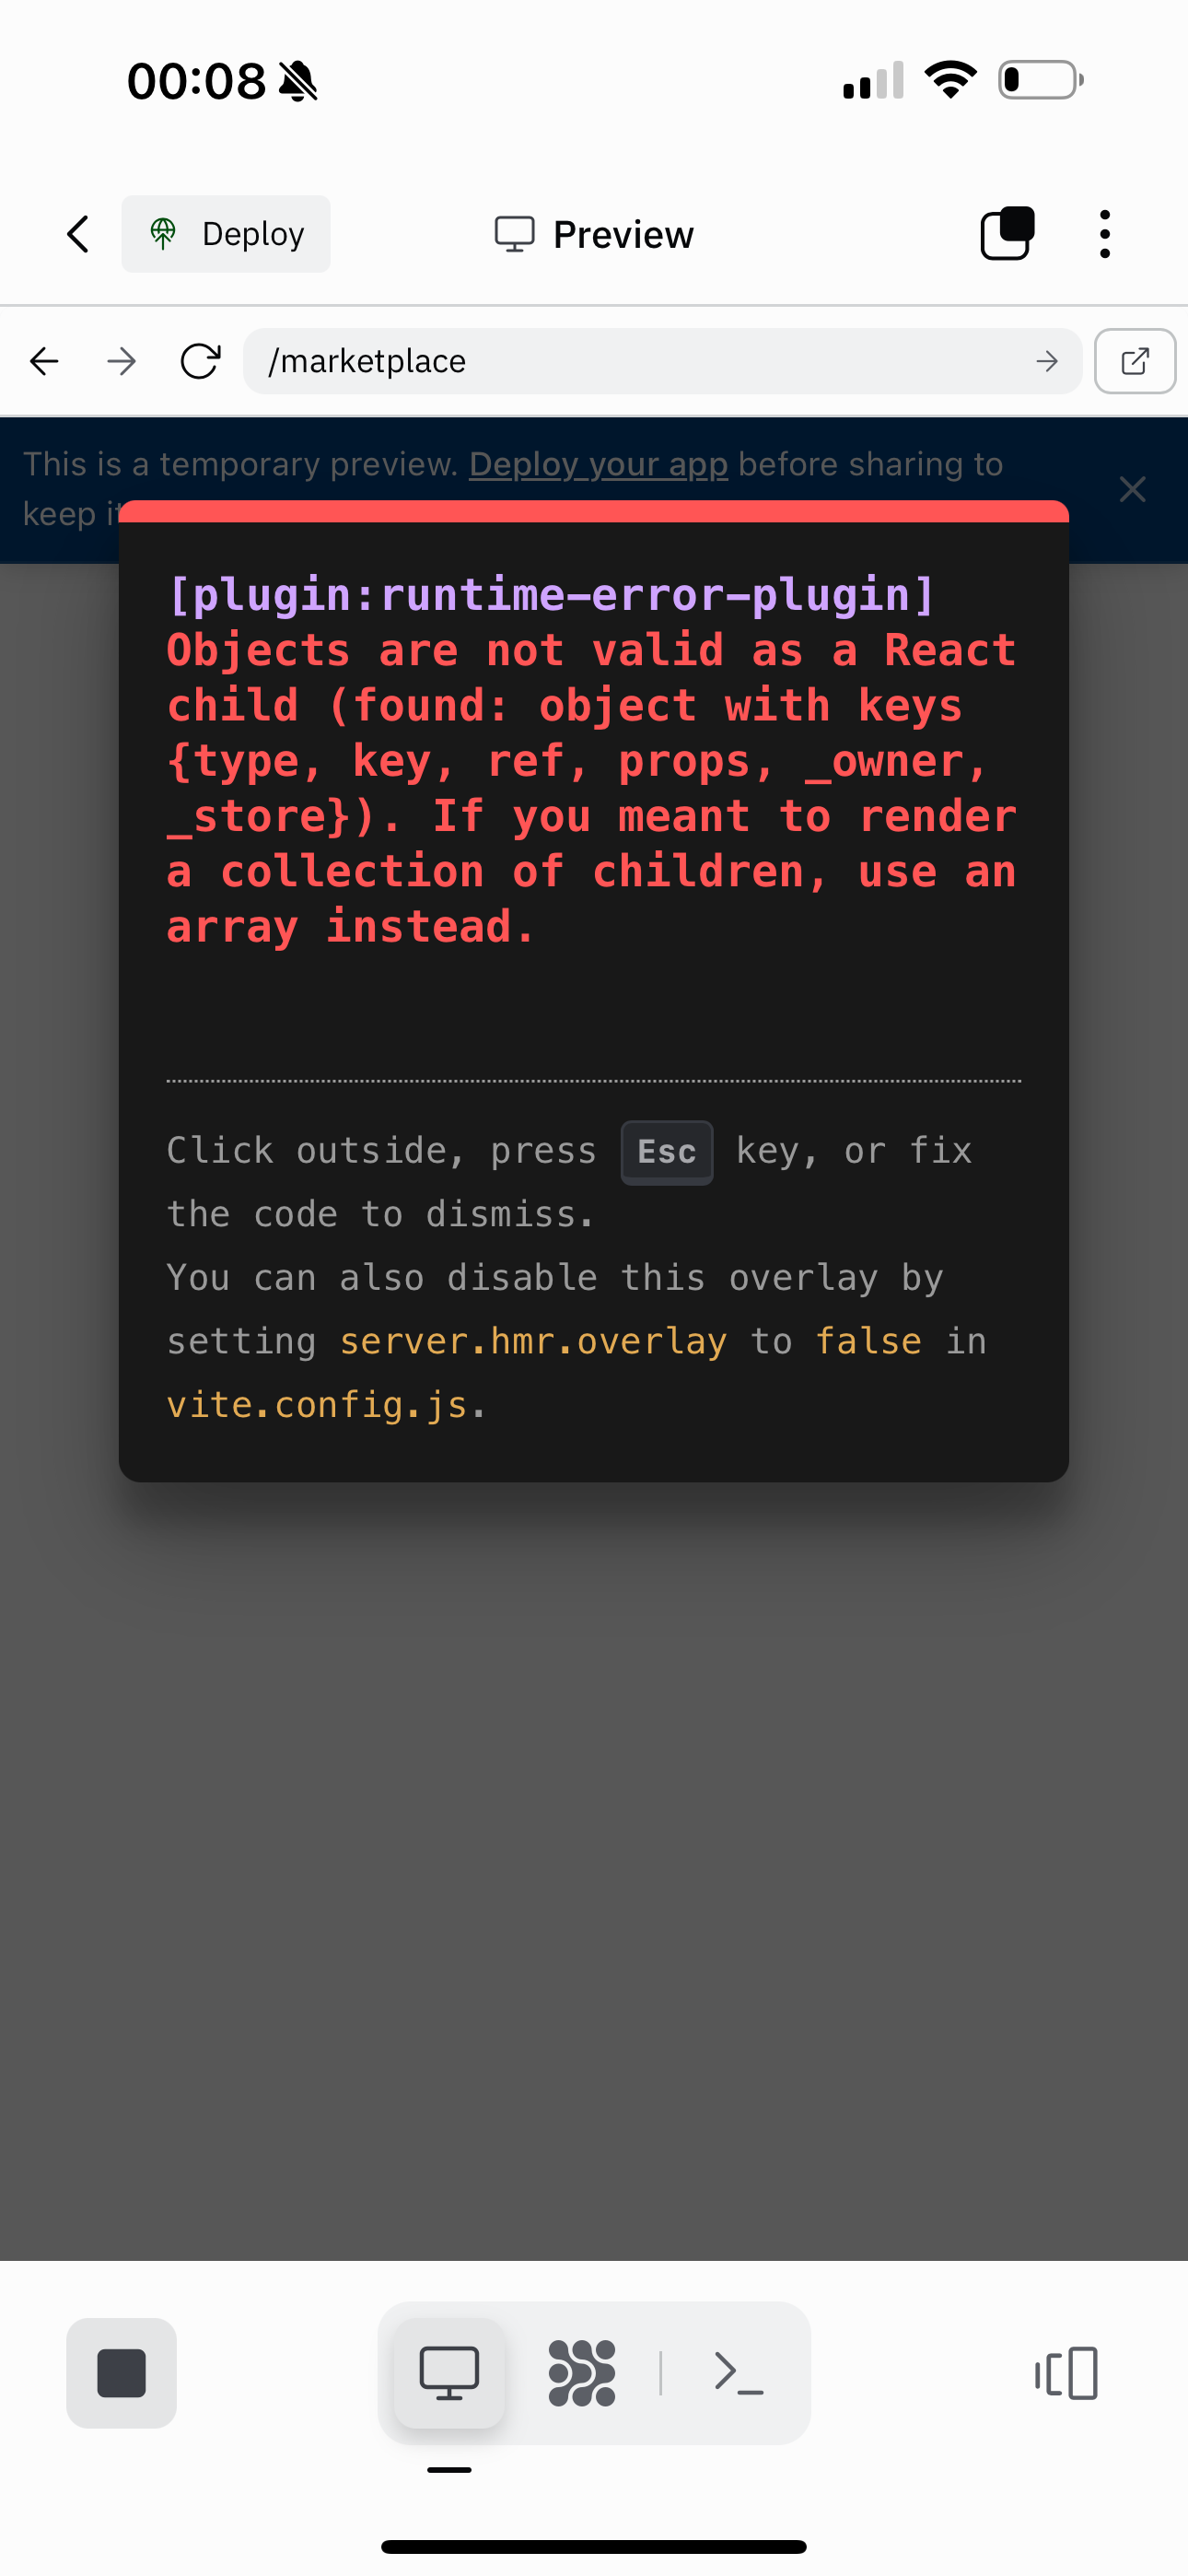 00:08
Deploy
Preview
/marketplace
This is a temporary preview. Deploy your app before sharing to
keep
[plugin:runtime-error-plugin]
Objects are not valid as a React
child (found: object with keys
{type, key, ref, props, _owner,
_store}). If you meant to render
a collection of children, use an
array instead.
Click outside, press Esc key, or fix
the code to dismiss.
You can also disable this overlay by
setting server.hmr.overlay to false in
vite.config.js.